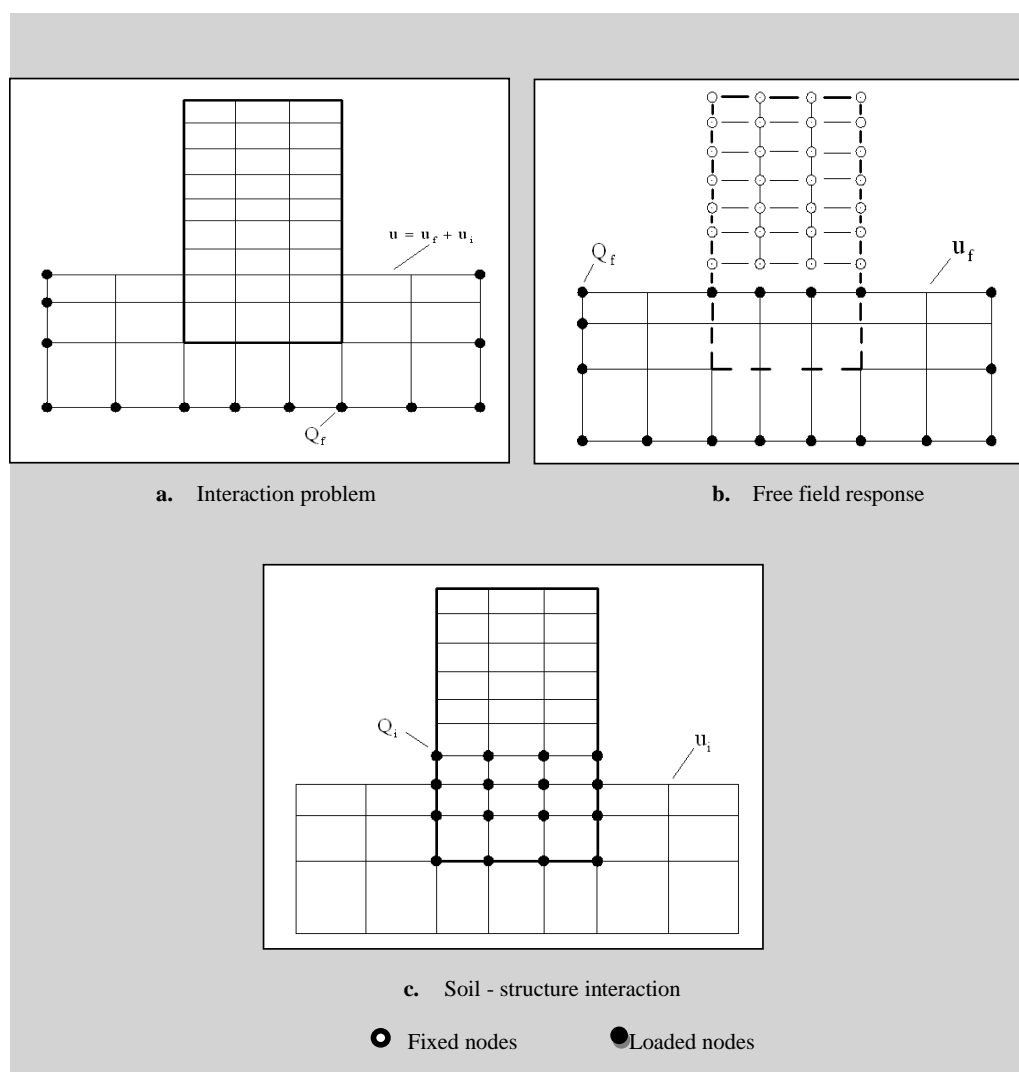 u = u_f + u_i
Q_f
a. Interaction problem
Q_f
u_f
b. Free field response
Q_i
u_i
c. Soil - structure interaction
Fixed nodes
Loaded nodes